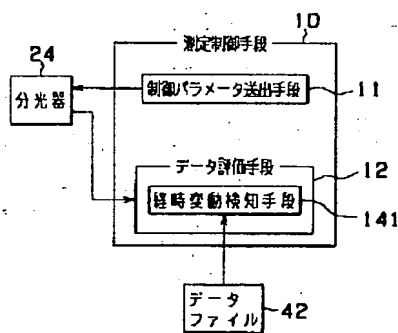 測定制御手段
10
24
分光器
制御パラメータ送出手段
11
データ評価手段
12
経時変動検知手段
141
データ
ファイル
42